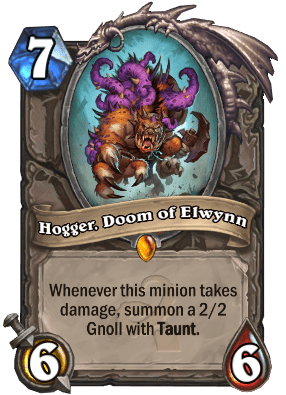 7
Hogger, Doom of Elwynn
Whenever this minion takes
damage, summon a 2/2
Gnoll with Taunt.
6
6